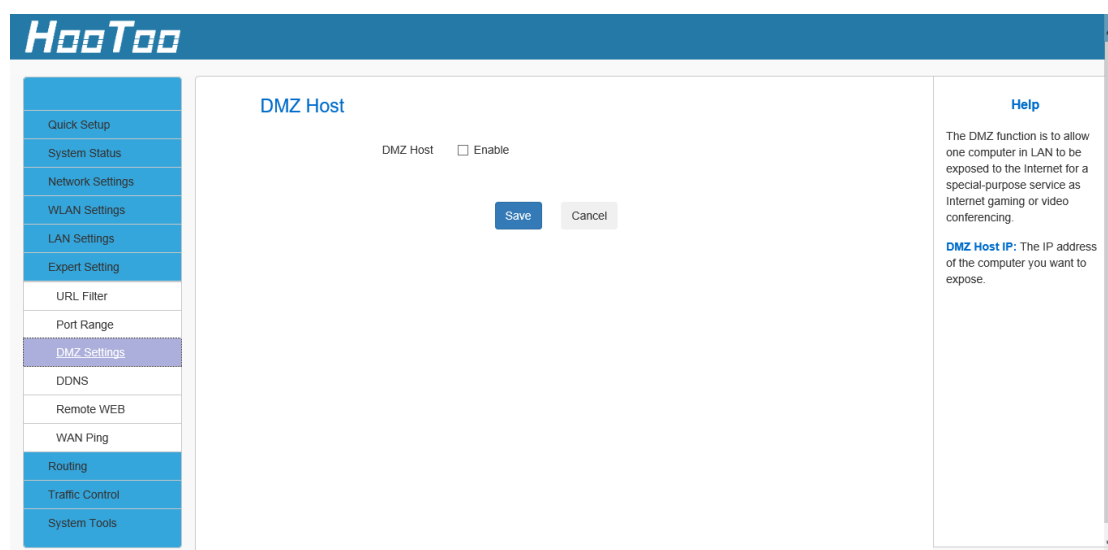 HooToo
Quick Setup
System Status
Network Settings
WLAN Settings
LAN Settings
Expert Setting
URL Filter
Port Range
DMZ Settings
DDNS
Remote WEB
WAN Ping
Routing
Traffic Control
System Tools
DMZ Host
DMZ Host Enable
Save Cancel
Help
The DMZ function is to allow
one computer in LAN to be
exposed to the Internet for a
special-purpose service as
Internet gaming or video
conferencing.
DMZ Host IP: The IP address
of the computer you want to
expose.